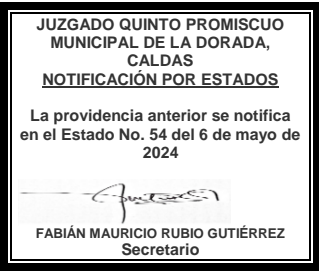 JUZGADO QUINTO PROMISCUO
MUNICIPAL DE LA DORADA,
CALDAS
NOTIFICACIÓN POR ESTADOS
La providencia anterior se notifica
en el Estado No. 54 del 6 de mayo de
2024
FABIÁN MAURICIO RUBIO GUTIÉRREZ
Secretario